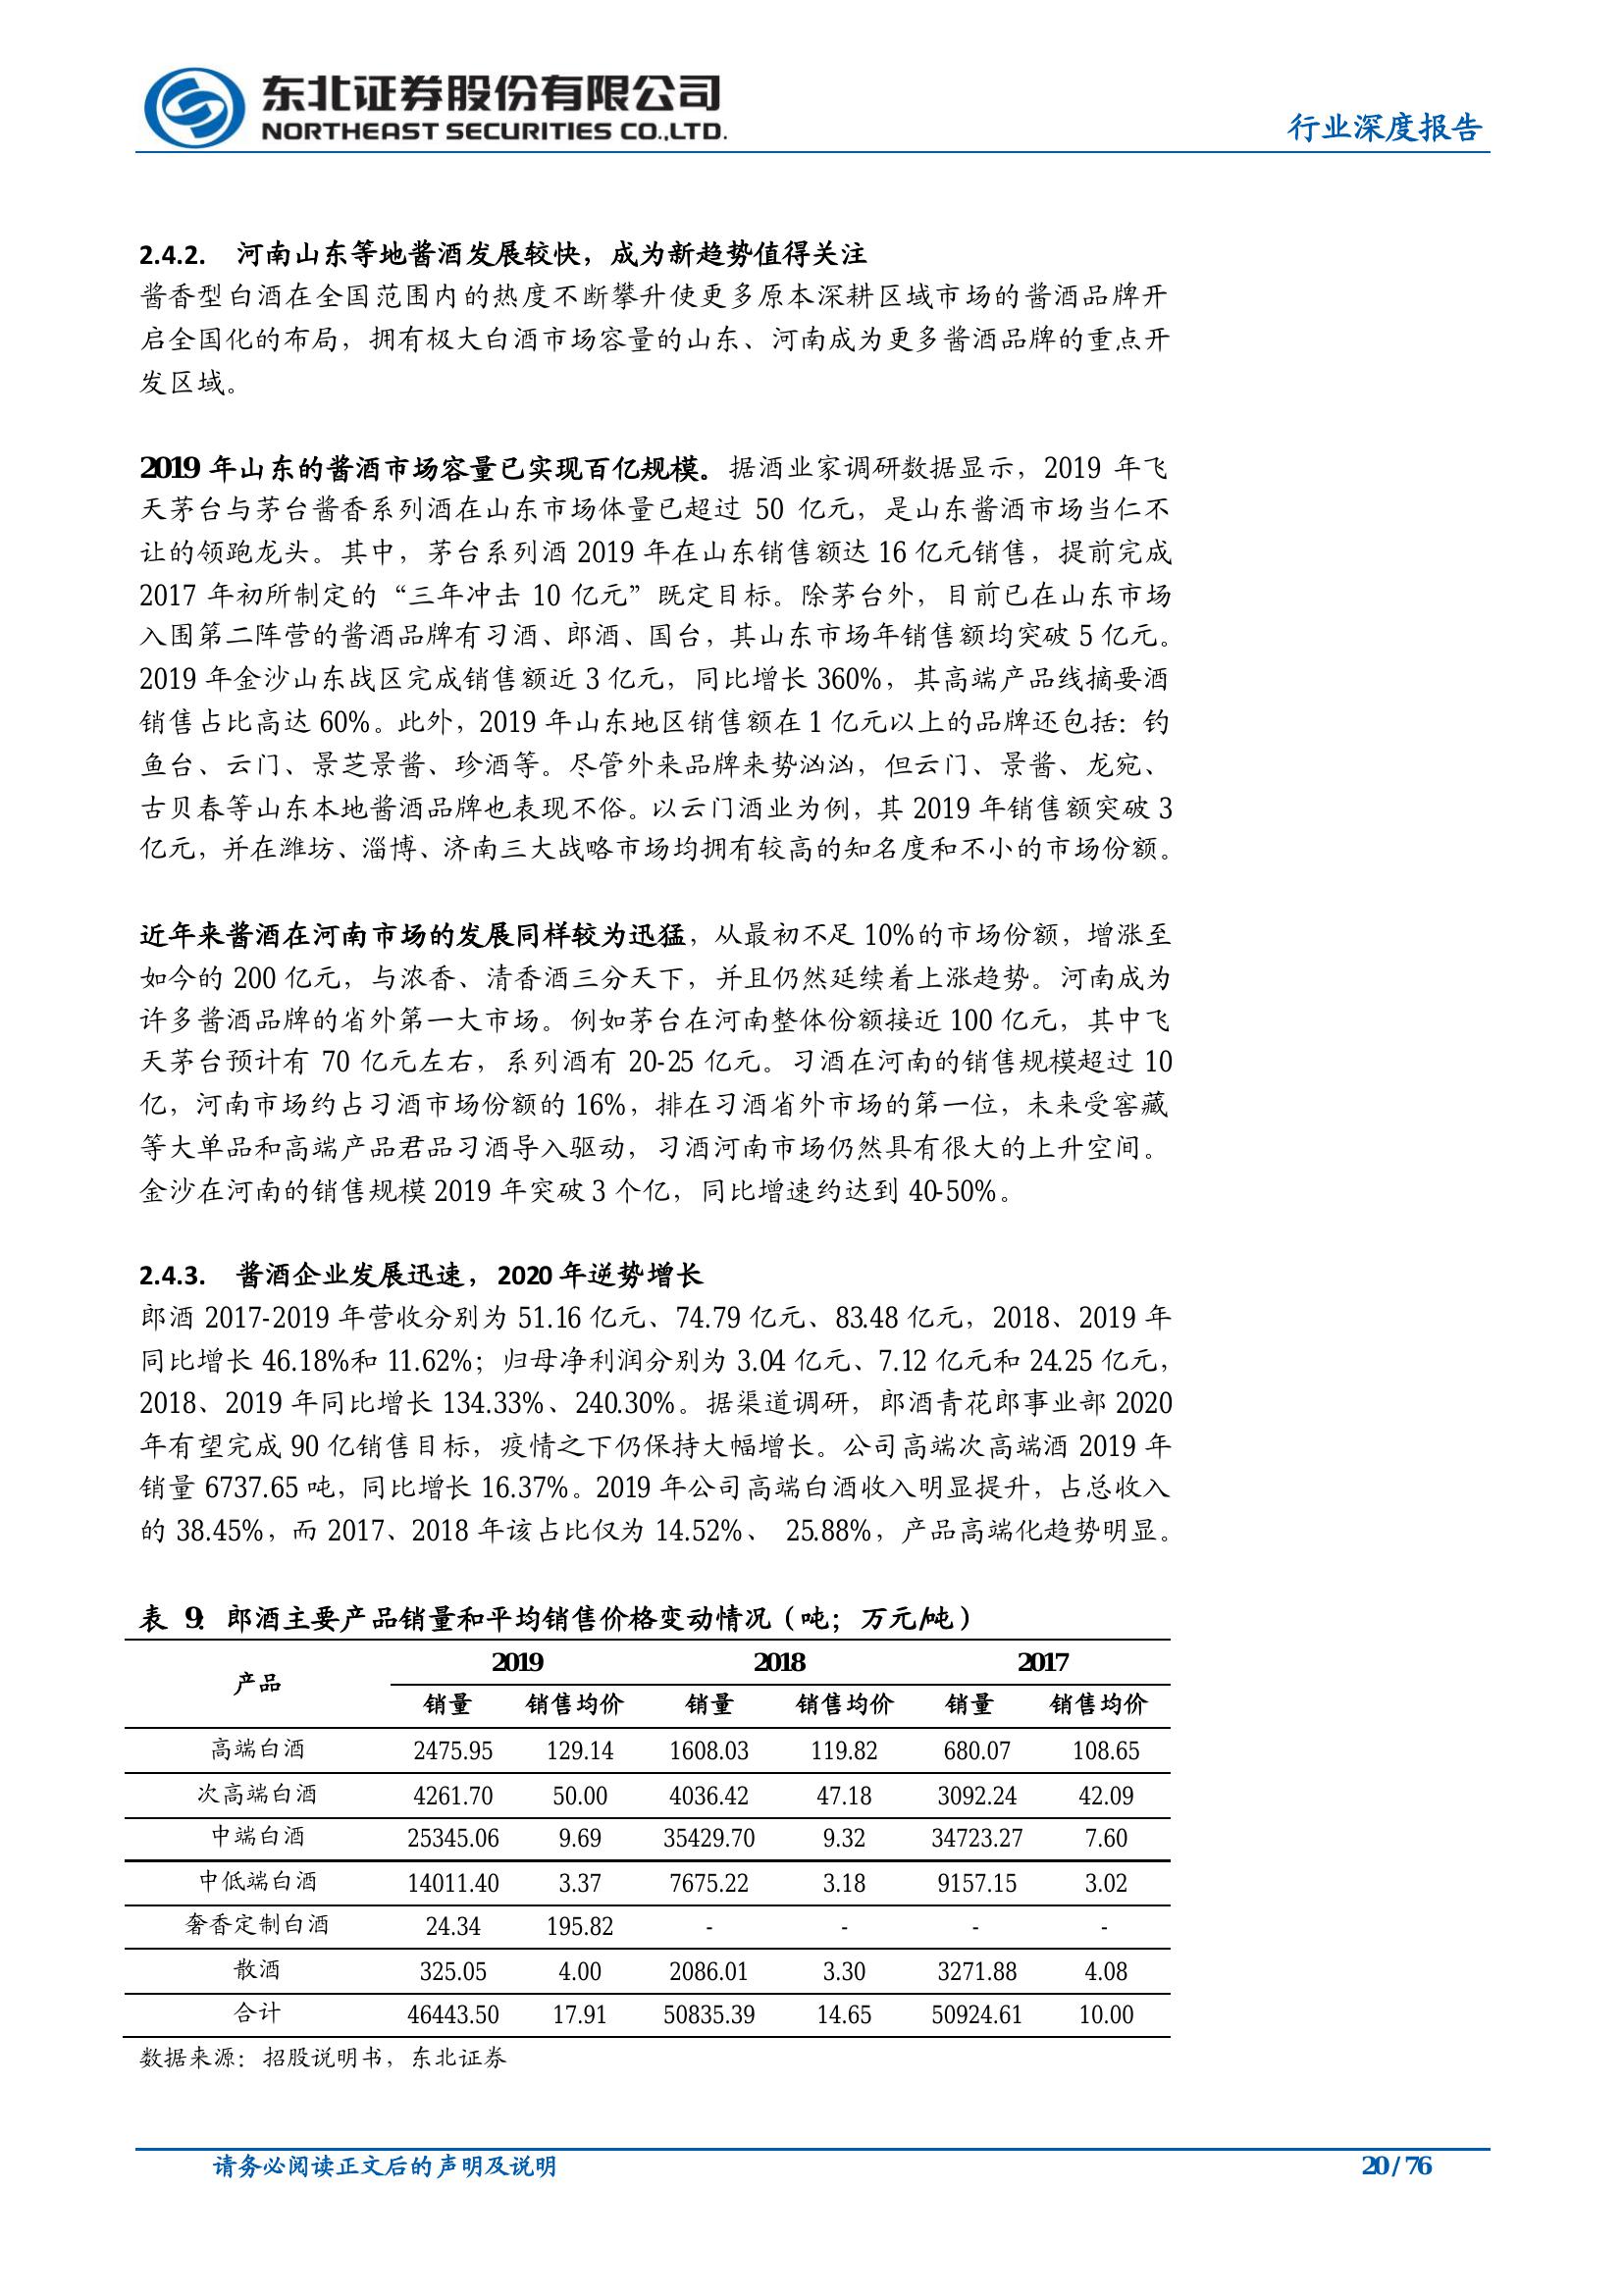 东北证券股份有限公司
NORTHEAST SECURITIES CO.,LTD.
行业深度报告
2.4.2. 河南山东等地酱酒发展较快，成为新趋势值得关注
酱香型白酒在全国范围内的热度不断攀升使更多原本深耕区域市场的酱酒品牌开
启全国化的布局，拥有极大白酒市场容量的山东、河南成为更多酱酒品牌的重点开
发区域。
2019 年山东的酱酒市场容量已实现百亿规模。据酒业家调研数据显示，2019 年飞
天茅台与茅台酱香系列酒在山东市场体量已超过 50 亿元，是山东酱酒市场当仁不
让的领跑龙头。其中，茅台系列酒 2019 年在山东销售额达 16 亿元销售，提前完成
2017 年初所制定的“三年冲击 10 亿元”既定目标。除茅台外，目前已在山东市场
入围第二阵营的酱酒品牌有习酒、郎酒、国台，其山东市场年销售额均突破 5 亿元。
2019 年金沙山东战区完成销售额近 3 亿元，同比增长 360%，其高端产品线摘要酒
销售占比高达 60%。此外，2019 年山东地区销售额在 1 亿元以上的品牌还包括：钓
鱼台、云门、景芝景酱、珍酒等。尽管外来品牌来势汹汹，但云门、景酱、龙宛、
古贝春等山东本地酱酒品牌也表现不俗。以云门酒业为例，其 2019 年销售额突破 3
亿元，并在潍坊、淄博、济南三大战略市场均拥有较高的知名度和不小的市场份额。
近年来酱酒在河南市场的发展同样较为迅猛，从最初不足 10%的市场份额，增涨至
如今的 200 亿元，与浓香、清香酒三分天下，并且仍然延续着上涨趋势。河南成为
许多酱酒品牌的省外第一大市场。例如茅台在河南整体份额接近 100 亿元，其中飞
天茅台预计有 70 亿元左右，系列酒有 20-25 亿元。习酒在河南的销售规模超过 10
亿，河南市场约占习酒市场份额的 16%，排在习酒省外市场的第一位，未来受窖藏
等大单品和高端产品君品习酒导入驱动，习酒河南市场仍然具有很大的上升空间。
金沙在河南的销售规模 2019 年突破 3 个亿，同比增速约达到 40-50%。
2.4.3. 酱酒企业发展迅速，2020 年逆势增长
郎酒 2017-2019 年营收分别为 51.16 亿元、74.79 亿元、83.48 亿元，2018、2019 年
同比增长 46.18%和 11.62%；归母净利润分别为 3.04 亿元、7.12 亿元和 24.25 亿元，
2018、2019 年同比增长 134.33%、240.30%。据渠道调研，郎酒青花郎事业部 2020
年有望完成 90 亿销售目标，疫情之下仍保持大幅增长。公司高端次高端酒 2019 年
销量 6737.65 吨，同比增长 16.37%。2019 年公司高端白酒收入明显提升，占总收入
的 38.45%，而 2017、2018 年该占比仅为 14.52%、 25.88%，产品高端化趋势明显。
表 9：郎酒主要产品销量和平均销售价格变动情况（吨；万元/吨）
产品 2019 2018 2017
销量 销售均价 销量 销售均价 销量 销售均价
高端白酒 2475.95 129.14 1608.03 119.82 680.07 108.65
次高端白酒 4261.70 50.00 4036.42 47.18 3092.24 42.09
中端白酒 25345.06 9.69 35429.70 9.32 34723.27 7.60
中低端白酒 14011.40 3.37 7675.22 3.18 9157.15 3.02
奢香定制白酒 24.34 195.82 - - - -
散酒 325.05 4.00 2086.01 3.30 3271.88 4.08
合计 46443.50 17.91 50835.39 14.65 50924.61 10.00
数据来源：招股说明书，东北证券
请务必阅读正文后的声明及说明
20 / 76